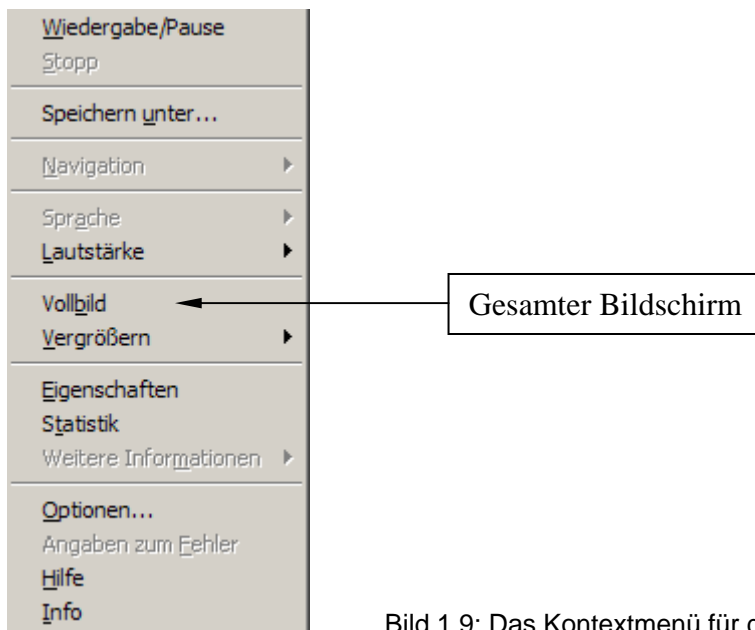 Wiedergabe/Pause
Stopp
Speichern unter...
Navigation
Sprache
Lautstärke
Vollbild
Gesamter Bildschirm
Vergrößern
Eigenschaften
Statistik
Weitere Informationen
Optionen...
Angaben zum Fehler
Hilfe
Info
Bild 1.9: Das Kontextmenü für